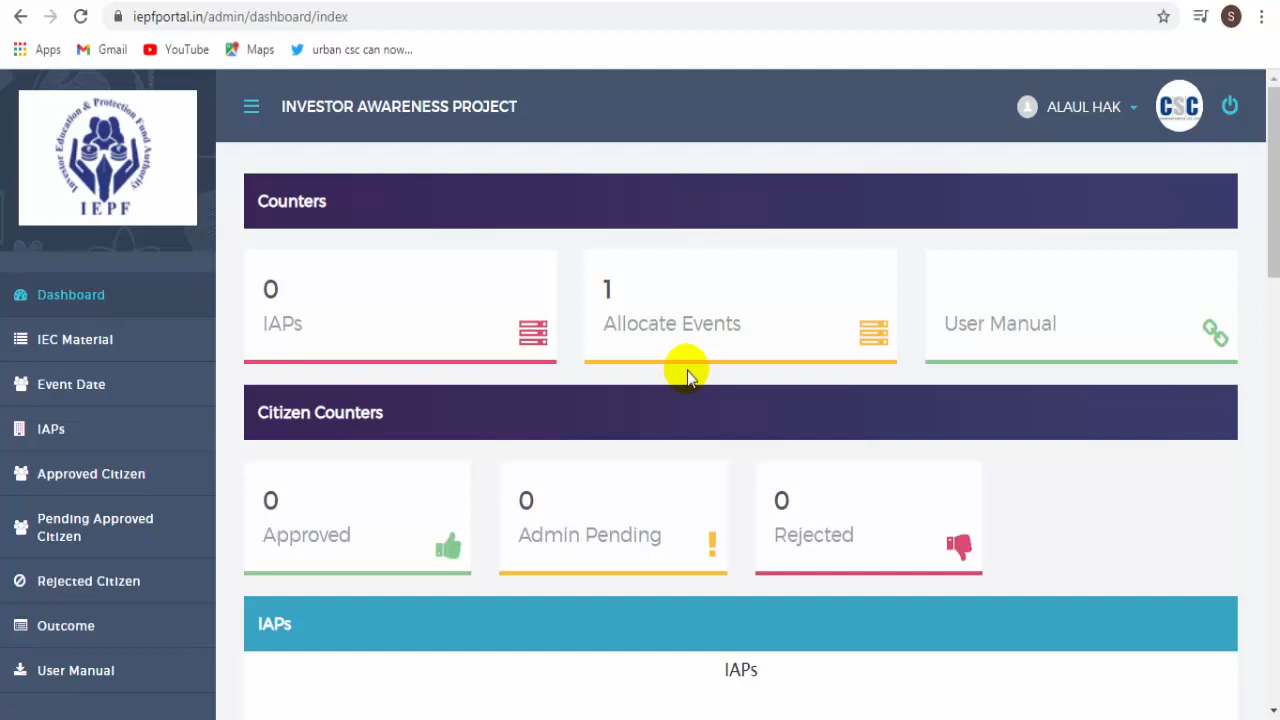 iepfportal.in/admin/dashboard/index
S
Apps
Gmail
YouTube
Maps
urban csc can now...
Investor Education & Protection Fund Authority
IEPF
INVESTOR AWARENESS PROJECT
ALAUL HAK
CSC
Dashboard
IEC Material
Event Date
IAPs
Approved Citizen
Pending Approved
Citizen
Rejected Citizen
Outcome
User Manual
Counters
0
IAPs
1
Allocate Events
User Manual
Citizen Counters
0
Approved
0
Admin Pending
0
Rejected
IAPs
IAPs